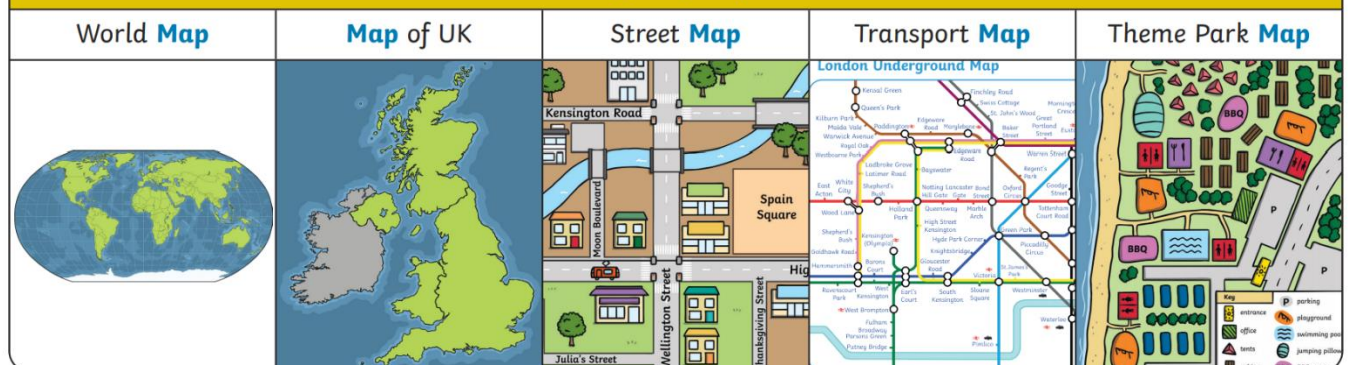 World Map
Map of UK
Street Map
Transport Map
Theme Park Map
Kensington Road
Moon Boulevard
Spain
Square
Wellington Street
Julia's Street
London Underground Map
Kensal Green
Queen's Park
Kilburn Park
Maida Vale
Warwick Avenue
Royal Oak
Westbourne Park
Paddington
Edgware
Road
Marylebone
Finchley Road
Swiss Cottage
St. John's Wood
Baker
Street
Great
Portland
Street
Warren Street
Ladbroke Grove
Latimer Road
Bayswater
Edgware
Road
Regent's
Park
East
Acton
White
City
Shepherd's
Bush
Notting
Hill Gate
Lancaster
Gate
Bond
Street
Oxford
Circus
Goodge
Street
Wood Lane
Holland
Park
Queensway
Marble
Arch
Tottenham
Court Road
Shepherd's
Bush
Kensington
(Olympia)
High Street
Kensington
Hyde Park Corner
Green Park
Piccadilly
Circus
Goldhawk Road
Knightsbridge
Hammersmith
Barons
Court
Gloucester
Road
Victoria
St.James's
Park
Ravenscourt
Park
West
Kensington
Earl's
Court
South
Kensington
Sloane
Square
Westminster
West Brompton
Waterloo
Fulham
Broadway
Parsons Green
Putney Bridge
Pimlico
BBQ
P
BBQ
P
Key
entrance
office
tents
P parking
playground
swimming pool
jumping pillow